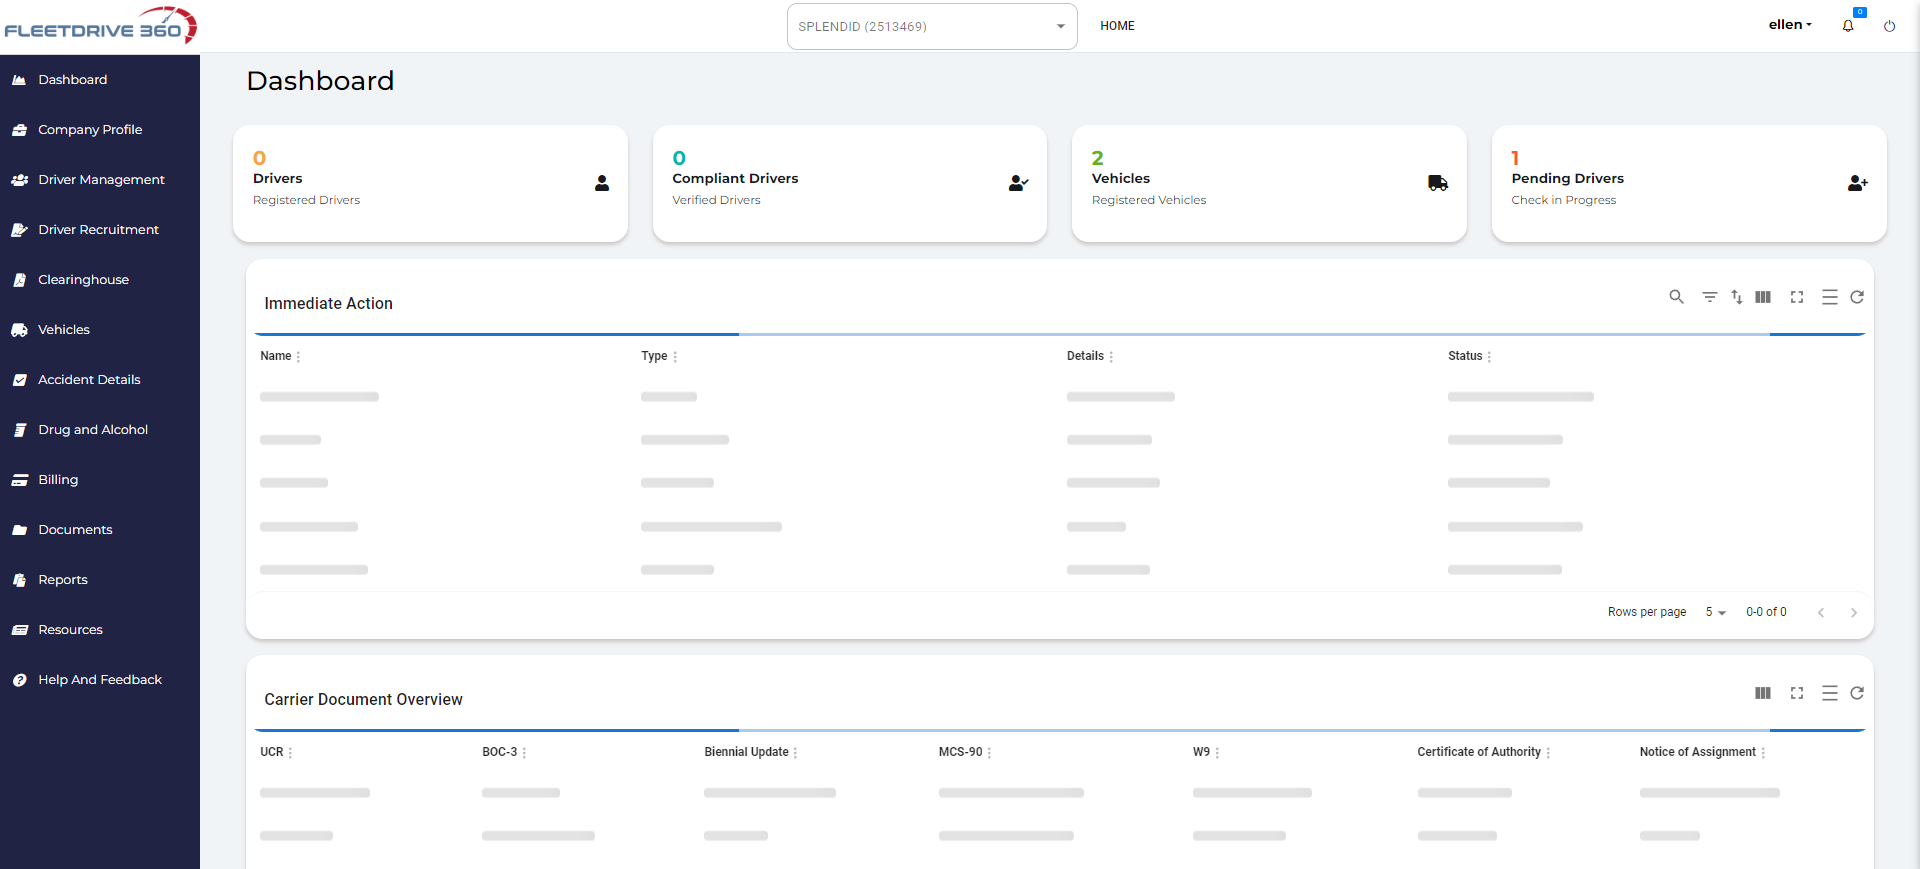 FLEETDRIVE 360
SPLENDID (2513469)
HOME
ellen
0
Dashboard
Company Profile
Driver Management
Driver Recruitment
Clearinghouse
Vehicles
Accident Details
Drug and Alcohol
Billing
Documents
Reports
Resources
Help And Feedback
Dashboard
0
Drivers
Registered Drivers
0
Compliant Drivers
Verified Drivers
2
Vehicles
Registered Vehicles
1
Pending Drivers
Check in Progress
Immediate Action
Name Type Details Status
Rows per page 5 0-0 of 0
Carrier Document Overview
UCR BOC-3 Biennial Update MCS-90 W9 Certificate of Authority Notice of Assignment